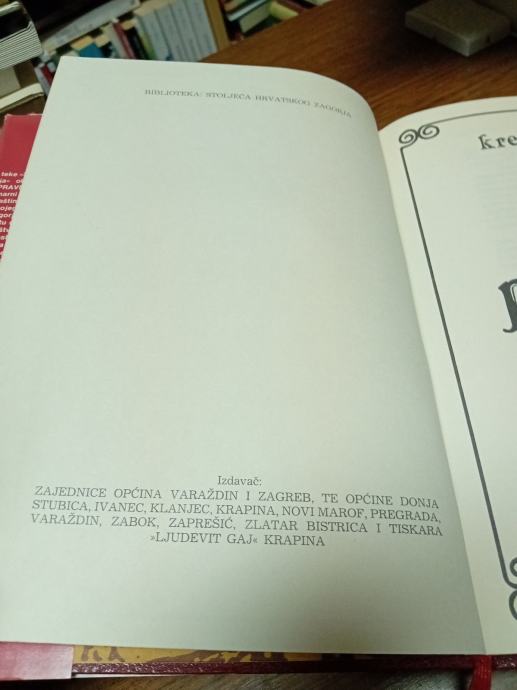 BIBLIOTEKA: STOLJEĆA HRVATSKOG ZAGORJA
kre
Izdavač:
ZAJEDNICE OPĆINA VARAŽDIN I ZAGREB, TE OPĆINE DONJA
STUBICA, IVANEC, KLANJEC, KRAPINA, NOVI MAROF, PREGRADA,
VARAŽDIN, ZABOK, ZAPREŠIĆ, ZLATAR BISTRICA I TISKARA
»LJUDEVIT GAJ« KRAPINA